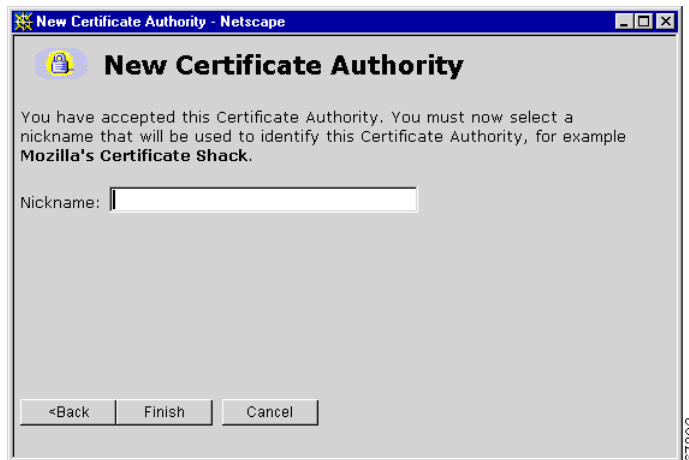 New Certificate Authority - Netscape
New Certificate Authority
You have accepted this Certificate Authority. You must now select a
nickname that will be used to identify this Certificate Authority, for example
Mozilla's Certificate Shack.
Nickname:
<Back Finish Cancel